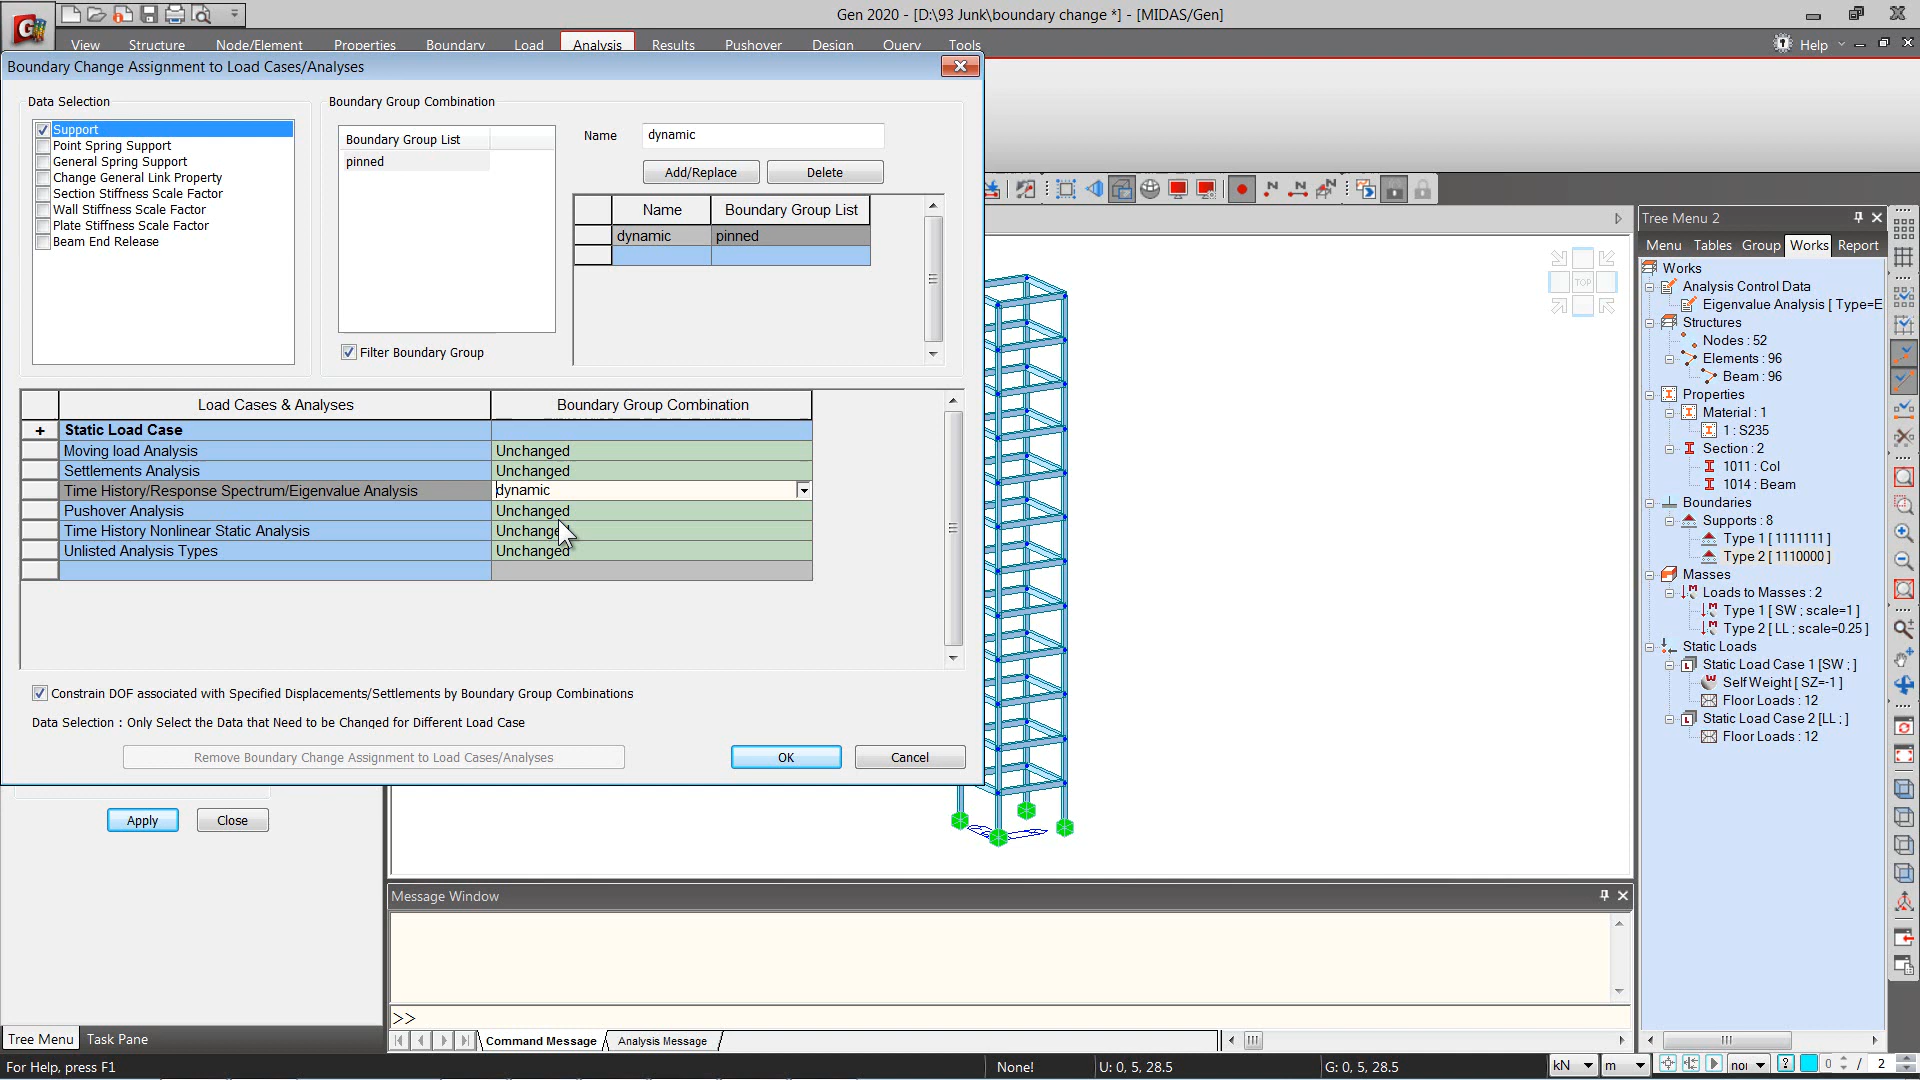 Gen 2020 - [D:\93 Junk\boundary change *] - [MIDAS/Gen]
View Structure Node/Element Properties Boundary Load Analysis Results Pushover Design Query Tools Help
Boundary Change Assignment to Load Cases/Analyses
Data Selection
Support
Point Spring Support
General Spring Support
Change General Link Property
Section Stiffness Scale Factor
Wall Stiffness Scale Factor
Plate Stiffness Scale Factor
Beam End Release
Boundary Group Combination
Boundary Group List
pinned
Filter Boundary Group
Name dynamic
Add/Replace Delete
Name Boundary Group List
dynamic pinned
Load Cases & Analyses Boundary Group Combination
+ Static Load Case
Moving load Analysis Unchanged
Settlements Analysis Unchanged
Time History/Response Spectrum/Eigenvalue Analysis dynamic
Pushover Analysis Unchanged
Time History Nonlinear Static Analysis Unchanged
Unlisted Analysis Types Unchanged
Constrain DOF associated with Specified Displacements/Settlements by Boundary Group Combinations
Data Selection : Only Select the Data that Need to be Changed for Different Load Case
Remove Boundary Change Assignment to Load Cases/Analyses OK Cancel
Apply Close
TOP
Tree Menu 2
Menu Tables Group Works Report
Works
Analysis Control Data
Eigenvalue Analysis [ Type=E
Structures
Nodes : 52
Elements : 96
Beam : 96
Properties
Material : 1
1 : S235
Section : 2
1011 : Col
1014 : Beam
Boundaries
Supports : 8
Type 1 [ 1111111 ]
Type 2 [ 1110000 ]
Masses
Loads to Masses : 2
Type 1 [ SW ; scale=1 ]
Type 2 [ LL ; scale=0.25 ]
Static Loads
Static Load Case 1 [SW ; ]
Self Weight [ SZ=-1 ]
Floor Loads : 12
Static Load Case 2 [LL ; ]
Floor Loads : 12
Message Window
>>
Command Message Analysis Message
Tree Menu Task Pane
For Help, press F1 None! U: 0, 5, 28.5 G: 0, 5, 28.5 kN m nor ? 0 / 2